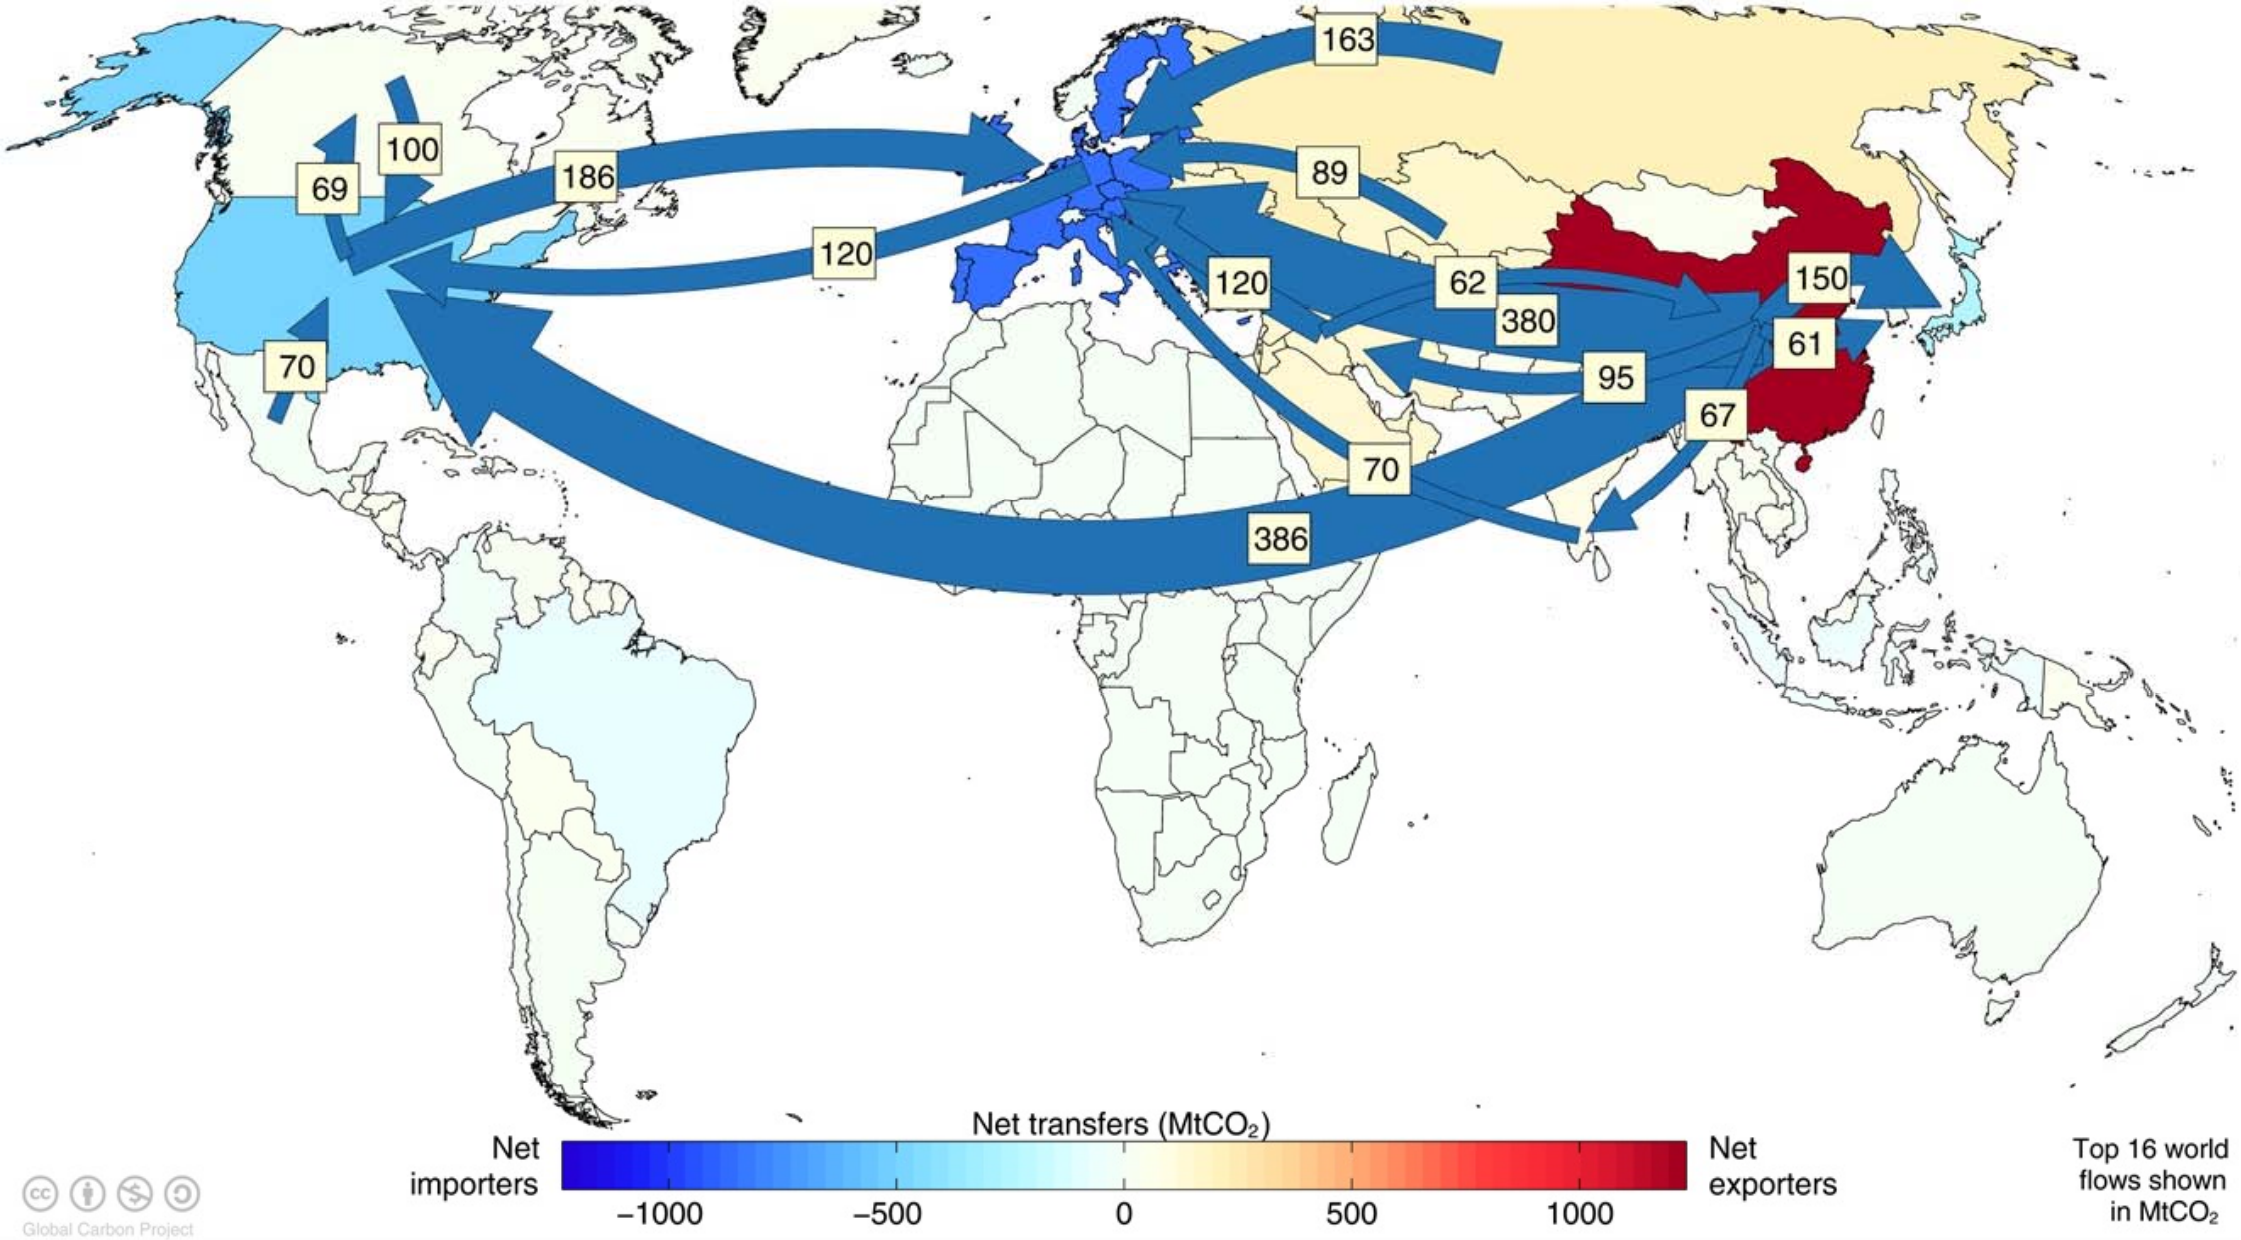 163
100
186
69
89
120
120
62
150
380
61
70
95
67
70
386
Net transfers (MtCO₂)
Net
importers
Net
exporters
−1000
−500
0
500
1000
Top 16 world
flows shown
in MtCO₂
cc
Global Carbon Project